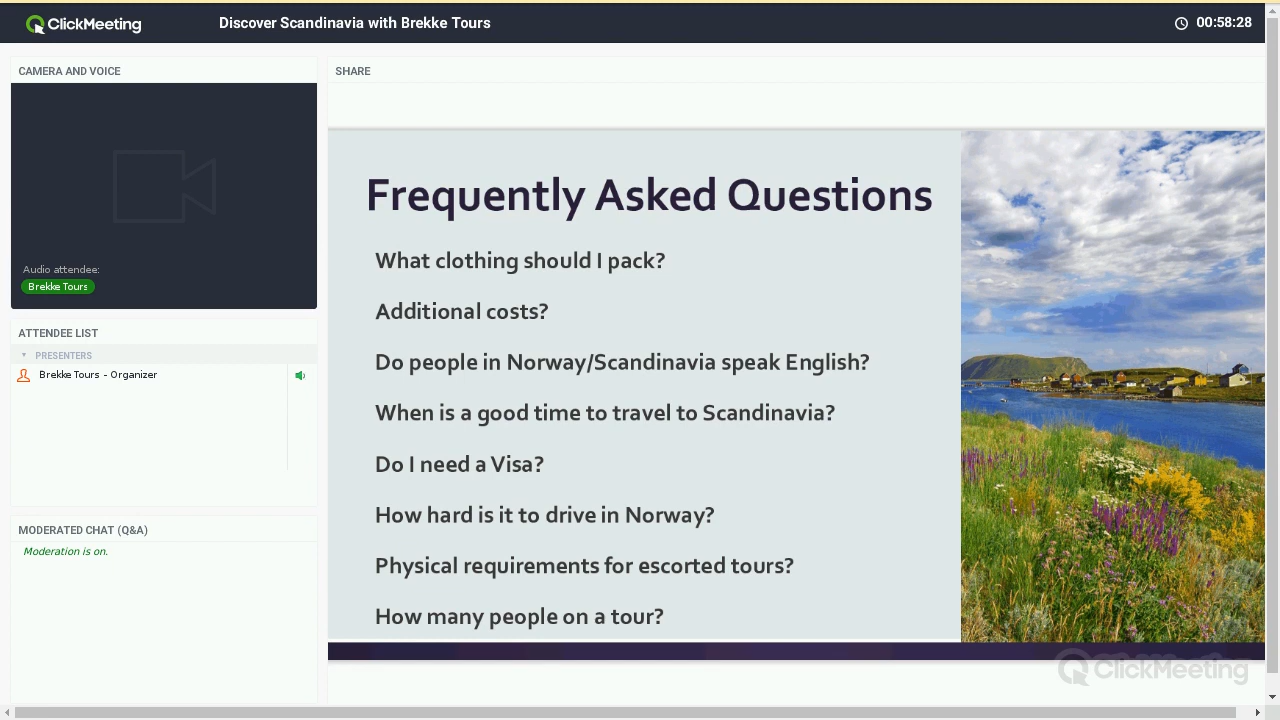 ClickMeeting
Discover Scandinavia with Brekke Tours
00:58:28
CAMERA AND VOICE
Audio attendee:
Brekke Tours
ATTENDEE LIST
PRESENTERS
Brekke Tours - Organizer
MODERATED CHAT (Q&A)
Moderation is on.
SHARE
Frequently Asked Questions
What clothing should I pack?
Additional costs?
Do people in Norway/Scandinavia speak English?
When is a good time to travel to Scandinavia?
Do I need a Visa?
How hard is it to drive in Norway?
Physical requirements for escorted tours?
How many people on a tour?
ClickMeeting